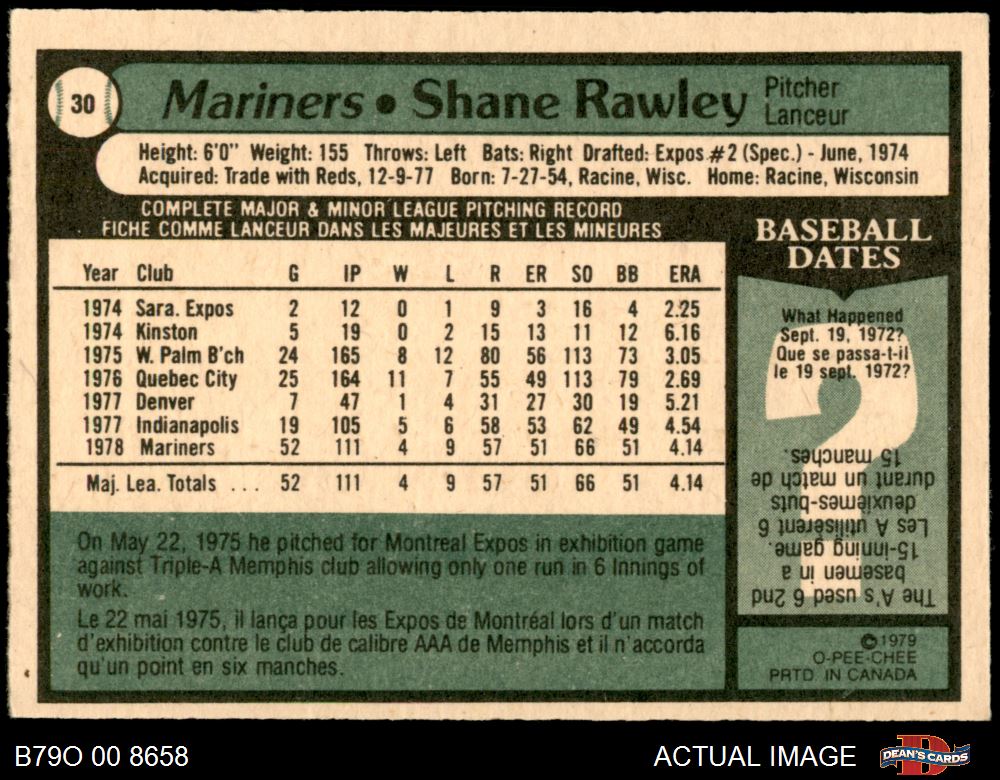 30
Mariners • Shane Rawley
Pitcher
Lanceur
Height: 6'0" Weight: 155 Throws: Left Bats: Right Drafted: Expos #2 (Spec.) - June, 1974
Acquired: Trade with Reds, 12-9-77 Born: 7-27-54, Racine, Wisc. Home: Racine, Wisconsin
COMPLETE MAJOR & MINOR LEAGUE PITCHING RECORD
FICHE COMME LANCEUR DANS LES MAJEURES ET LES MINEURES
Year Club G IP W L R ER SO BB ERA
1974 Sara. Expos 2 12 0 1 9 3 16 4 2.25
1974 Kinston 5 19 0 2 15 13 11 12 6.16
1975 W. Palm B'ch 24 165 8 12 80 56 113 73 3.05
1976 Quebec City 25 164 11 7 55 49 113 79 2.69
1977 Denver 7 47 1 4 31 27 30 19 5.21
1977 Indianapolis 19 105 5 6 58 53 62 49 4.54
1978 Mariners 52 111 4 9 57 51 66 51 4.14
Maj. Lea. Totals ... 52 111 4 9 57 51 66 51 4.14
On May 22, 1975 he pitched for Montreal Expos in exhibition game
against Triple-A Memphis club allowing only one run in 6 Innings of
work.
Le 22 mai 1975, il lança pour les Expos de Montréal lors d'un match
d'exhibition contre le club de calibre AAA de Memphis et il n'accorda
qu'un point en six manches.
BASEBALL
DATES
What Happened
Sept. 19, 1972?
Que se passa-t-il
le 19 sept. 1972?
The A's used 6 2nd
basemen in a
15-inning game.
Les A utilisèrent 6
deuxièmes-buts
durant un match de
15 manches.
©1979
O-PEE-CHEE
PRTD. IN CANADA
B79O 00 8658
ACTUAL IMAGE
DEAN'S CARDS